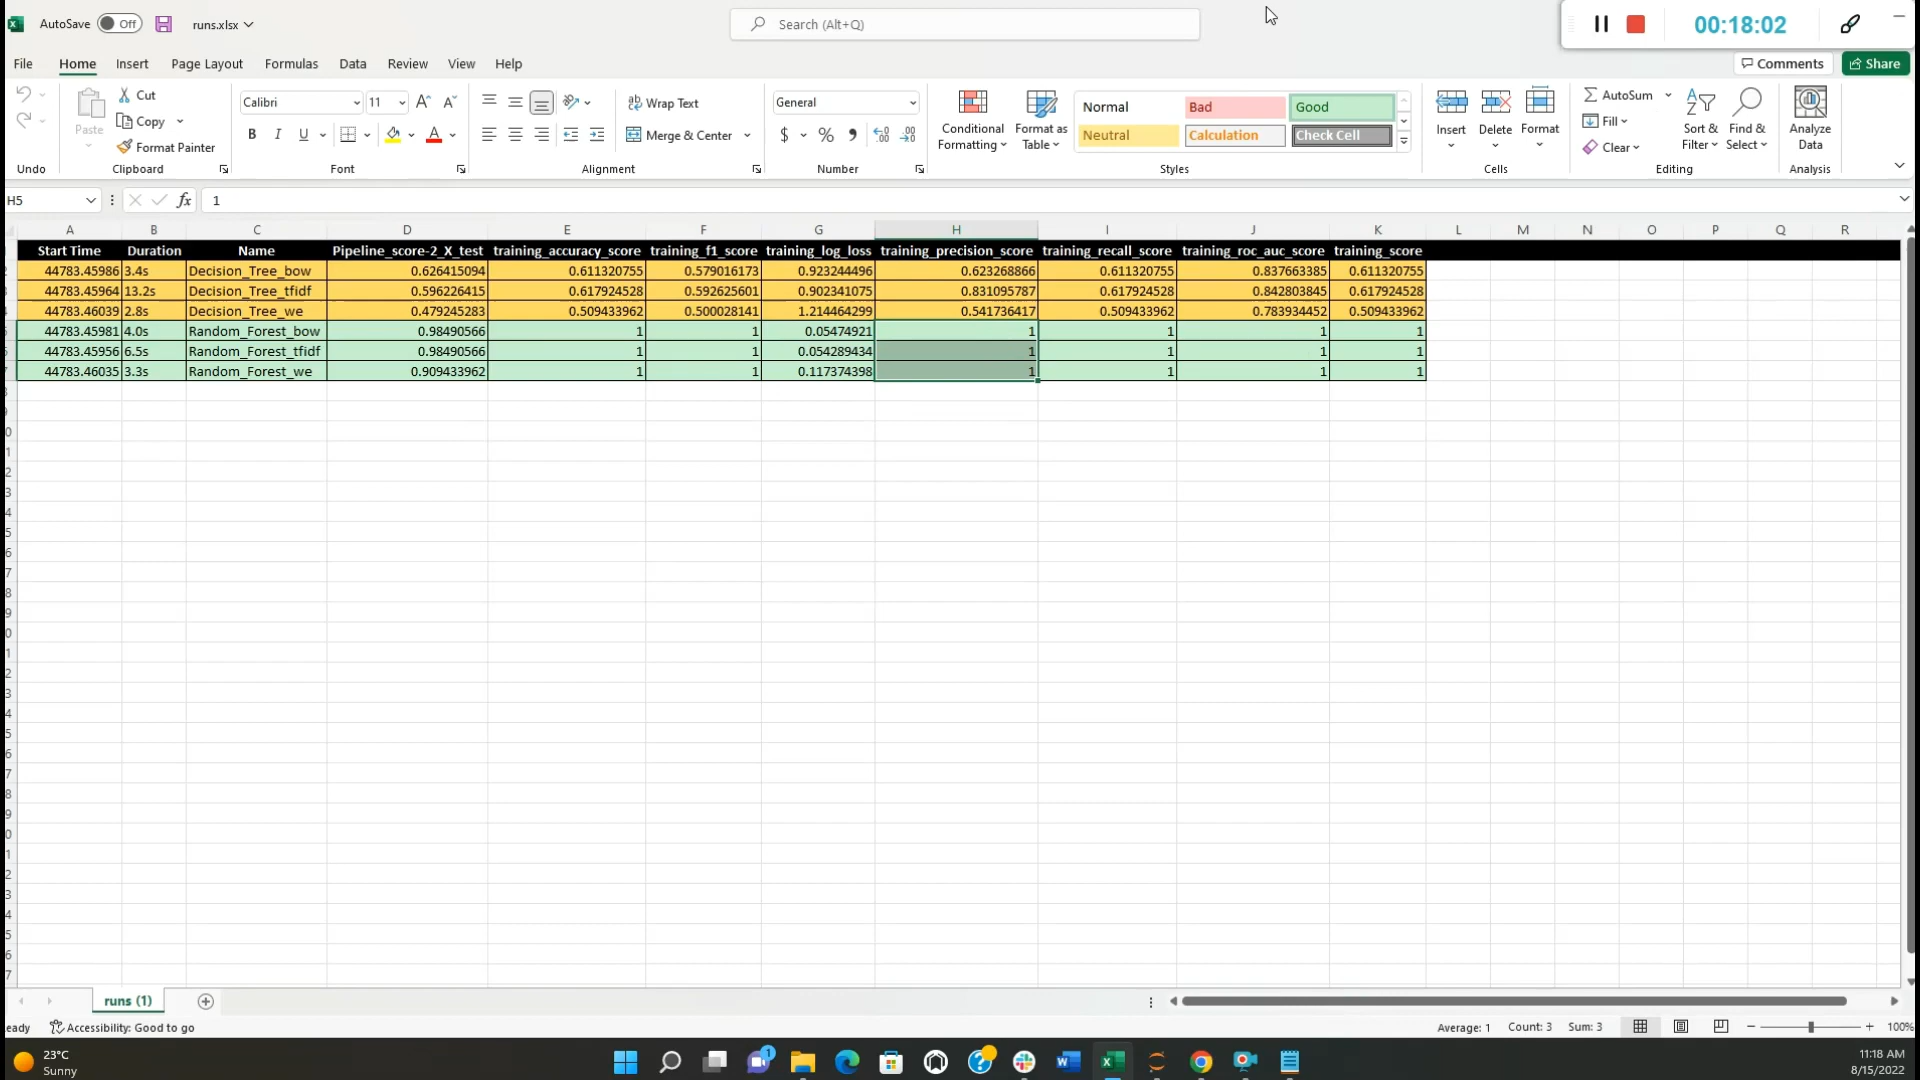 AutoSave Off runs.xlsx Search (Alt+Q) 00:18:02
File Home Insert Page Layout Formulas Data Review View Help Comments Share
Paste Cut Copy Format Painter
Calibri 11 B I U A
Wrap Text Merge & Center
General $ %
Conditional Formatting Format as Table
Normal Bad Good
Neutral Calculation Check Cell
Insert Delete Format
AutoSum Fill Clear
Sort & Filter Find & Select Analyze Data
Undo Clipboard Font Alignment Number Styles Cells Editing Analysis
H5 fx 1
A B C D E F G H I J K L M N O P Q R
Start Time Duration Name Pipeline_score-2_X_test training_accuracy_score training_f1_score training_log_loss training_precision_score training_recall_score training_roc_auc_score training_score
44783.45986 3.4s Decision_Tree_bow 0.626415094 0.611320755 0.579016173 0.923244496 0.623268866 0.611320755 0.837663385 0.611320755
44783.45964 13.2s Decision_Tree_tfidf 0.596226415 0.617924528 0.592625601 0.902341075 0.831095787 0.617924528 0.842803845 0.617924528
44783.46039 2.8s Decision_Tree_we 0.479245283 0.509433962 0.500028141 1.214464299 0.541736417 0.509433962 0.783934452 0.509433962
44783.45981 4.0s Random_Forest_bow 0.98490566 1 1 0.05474921 1 1 1 1
44783.45956 6.5s Random_Forest_tfidf 0.98490566 1 1 0.054289434 1 1 1 1
44783.46035 3.3s Random_Forest_we 0.909433962 1 1 0.117374398 1 1 1 1
runs (1)
eady Accessibility: Good to go Average: 1 Count: 3 Sum: 3 100%
23°C
Sunny
11:18 AM
8/15/2022